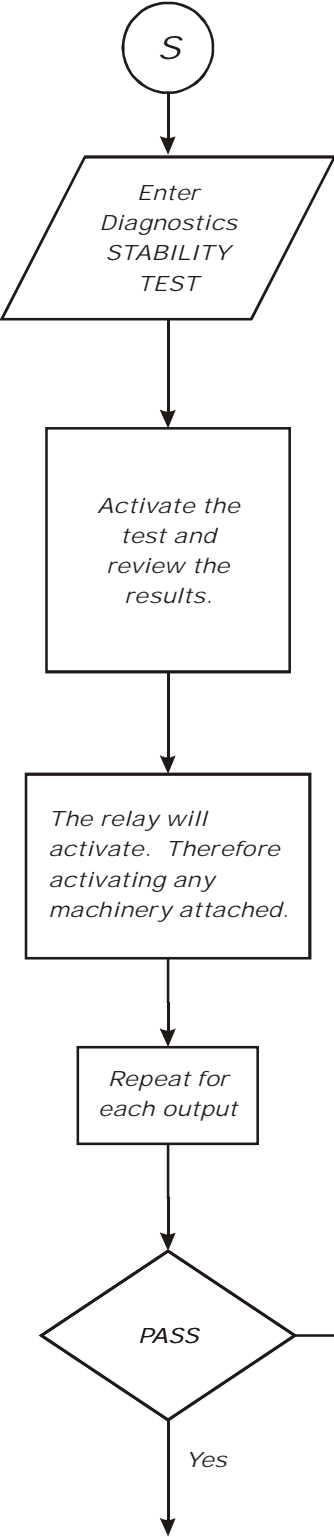 S
Enter
Diagnostics
STABILITY
TEST
Activate the
test and
review the
results.
The relay will
activate.  Therefore
activating any
machinery attached.
Repeat for
each output
PASS
Yes